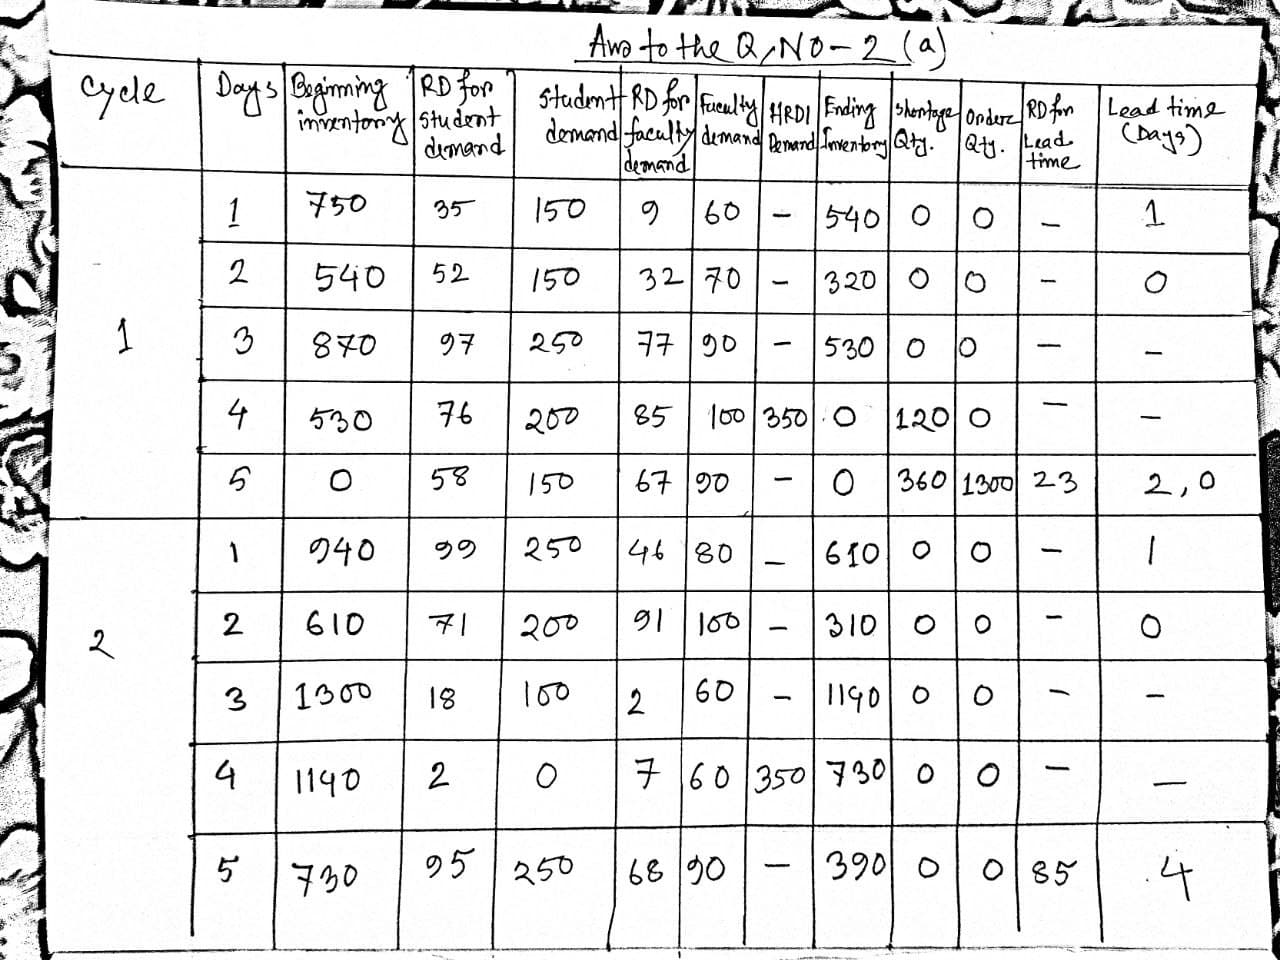 Ans to the Q,NO-2 (a)
Cycle | Days | Beginning inventory | RD for student demand | Student demand | RD for faculty demand | Faculty demand | HRDI Demand | Ending Inventory | Shortage Qty. | Order Qty. | RD for Lead time | Lead time (Days)
1 | 1 | 750 | 35 | 150 | 9 | 60 | - | 540 | 0 | 0 | - | 1
2 | 540 | 52 | 150 | 32 | 70 | - | 320 | 0 | 0 | - | 0
3 | 870 | 97 | 250 | 77 | 90 | - | 530 | 0 | 0 | - | -
4 | 530 | 76 | 200 | 85 | 100 | 350 | 0 | 120 | 0 | - | -
5 | 0 | 58 | 150 | 67 | 90 | - | 0 | 360 | 1300 | 23 | 2,0
2 | 1 | 940 | 99 | 250 | 46 | 80 | - | 610 | 0 | 0 | - | 1
2 | 610 | 71 | 200 | 91 | 100 | - | 310 | 0 | 0 | - | 0
3 | 1300 | 18 | 100 | 2 | 60 | - | 1140 | 0 | 0 | - | -
4 | 1140 | 2 | 0 | 7 | 60 | 350 | 730 | 0 | 0 | - | -
5 | 730 | 95 | 250 | 68 | 90 | - | 390 | 0 | 0 | 85 | 4